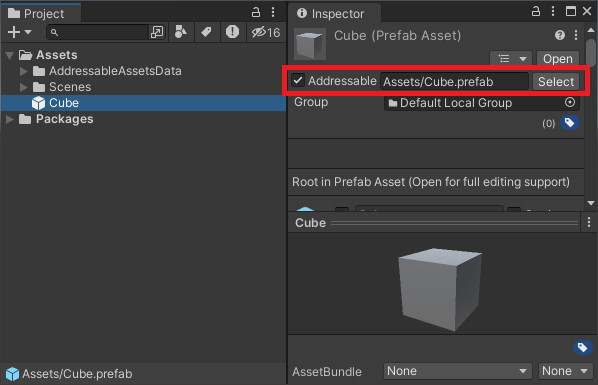 Project
16
Assets
AddressableAssetsData
Scenes
Cube
Packages
Assets/Cube.prefab
Inspector
Cube (Prefab Asset)
Open
Addressable Assets/Cube.prefab Select
Group Default Local Group
(0)
Root in Prefab Asset (Open for full editing support)
Cube
AssetBundle None None